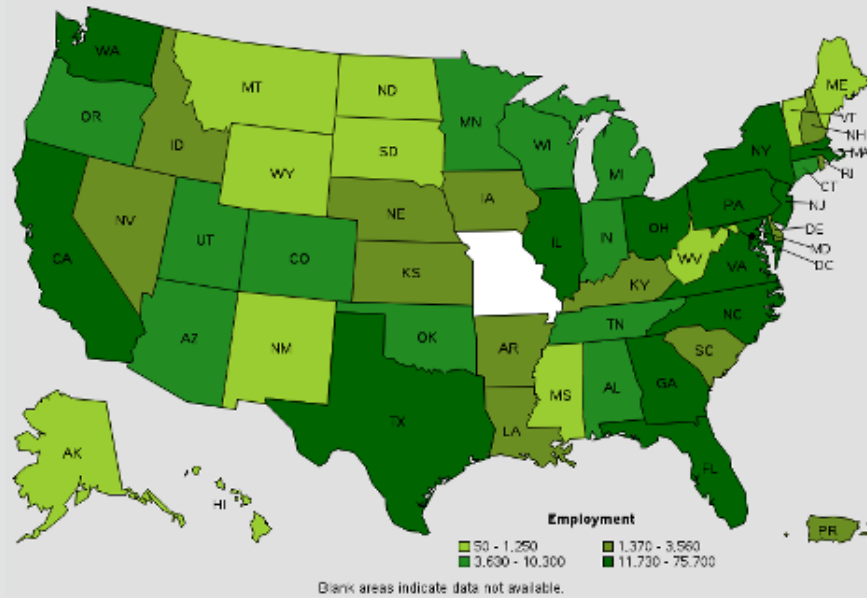 WA
MT
ND
MN
ME
VT
NH
OR
ID
WY
SD
WI
MI
NY
MA
RI
CT
NV
NE
IA
PA
NJ
CA
UT
CO
KS
IL
IN
OH
WV
VA
DE
MD
DC
KY
AZ
NM
OK
AR
TN
NC
SC
TX
LA
MS
AL
GA
FL
AK
HI
PR
Employment
50 - 1.250 1.370 - 3.560
3.630 - 10.300 11.730 - 75.700
Blank areas indicate data not available.